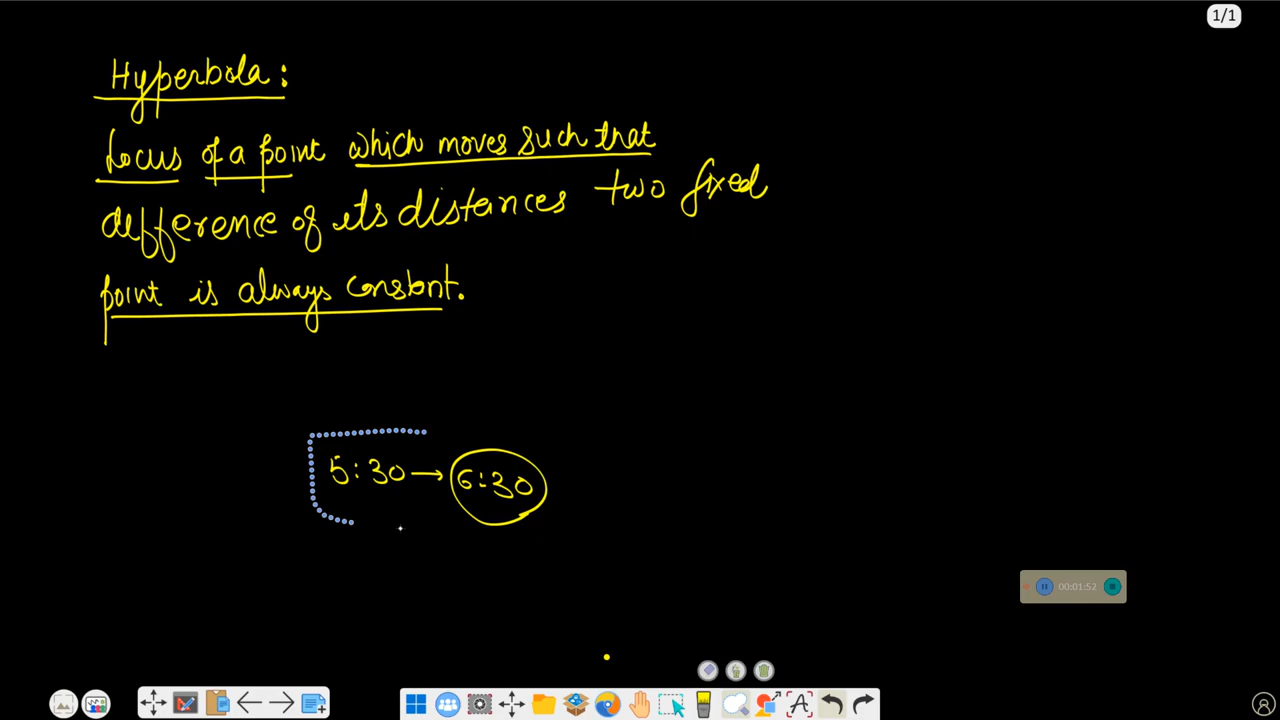 1/1
Hyperbola:
Locus of a point which moves such that
difference of its distances two fixed
point is always constant.
5:30 → 6:30
00:01:52